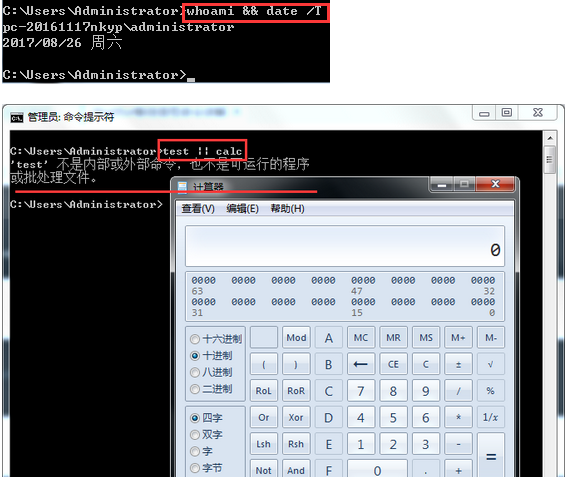 C:\Users\Administrator>whoami && date /T
pc-20161117nkyp\administrator
2017/08/26 周六
C:\Users\Administrator>_
管理员: 命令提示符
C:\Users\Administrator>test || calc
'test' 不是内部或外部命令，也不是可运行的程序
或批处理文件。
C:\Users\Administrator>
计算器
查看(V) 编辑(E) 帮助(H)
0
0000 0000 0000 0000 0000 0000 0000 0000
63 47 32
0000 0000 0000 0000 0000 0000 0000 0000
31 15 0
十六进制 Mod A MC MR MS M+ M-
十进制 ( ) B ← CE C ± √
八进制 RoL RoR C 7 8 9 / %
二进制
四字 Or Xor D 4 5 6 * 1/x
双字 Lsh Rsh E 1 2 3 - =
字
字节 Not And F 0 . +